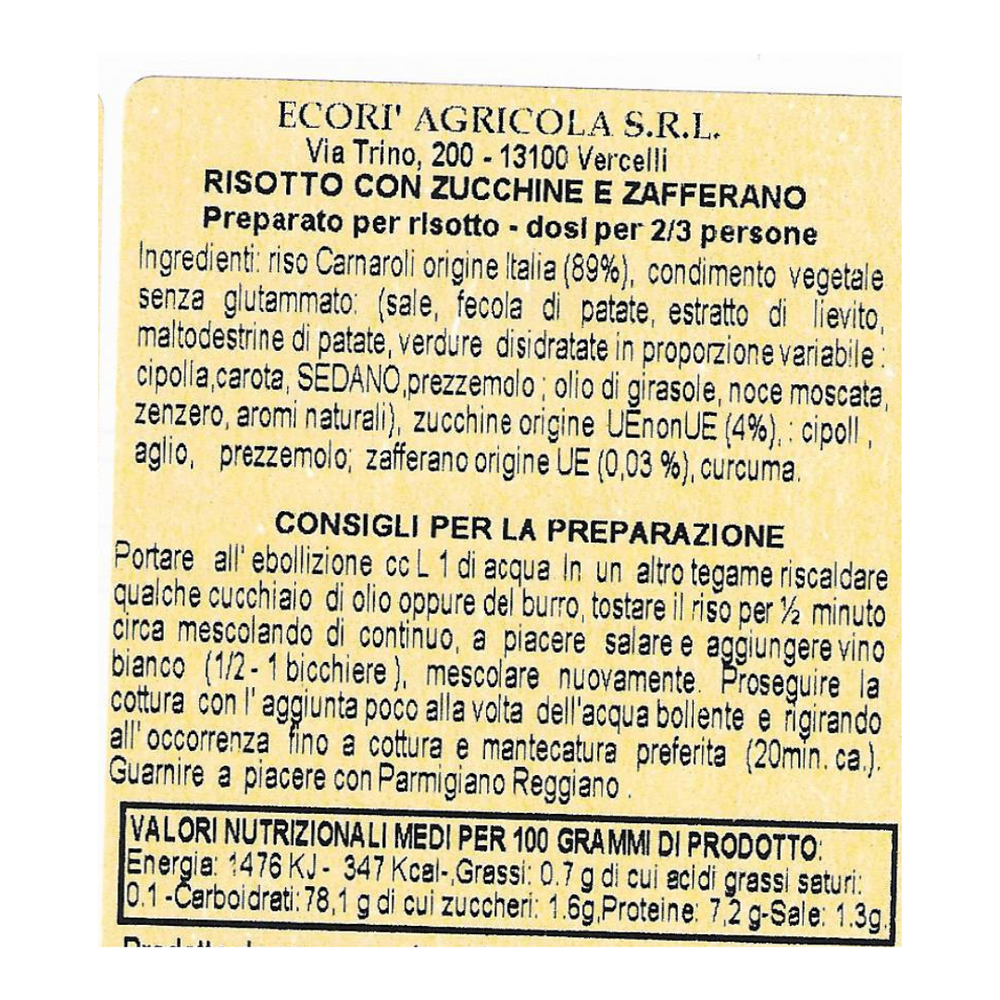 ECORI' AGRICOLA S.R.L.
Via Trino, 200 - 13100 Vercelli
RISOTTO CON ZUCCHINE E ZAFFERANO
Preparato per risotto - dosi per 2/3 persone
Ingredienti: riso Carnaroli origine Italia (89%), condimento vegetale
senza glutammato: (sale, fecola di patate, estratto di lievito,
maltodestrine di patate, verdure disidratate in proporzione variabile :
cipolla,carota, SEDANO,prezzemolo ; olio di girasole, noce moscata,
zenzero, aromi naturali), zucchine origine UEnonUE (4%), : cipoll ,
aglio, prezzemolo; zafferano origine UE (0,03 %), curcuma.
CONSIGLI PER LA PREPARAZIONE
Portare all' ebollizione cc L 1 di acqua. In un altro tegame riscaldare
qualche cucchiaio di olio oppure del burro, tostare il riso per ½ minuto
circa mescolando di continuo, a piacere salare e aggiungere vino
bianco (1/2 - 1 bicchiere ), mescolare nuovamente. Proseguire la
cottura con l' aggiunta poco alla volta dell'acqua bollente e rigirando
all' occorrenza fino a cottura e mantecatura preferita (20min. ca.).
Guarnire a piacere con Parmigiano Reggiano .
VALORI NUTRIZIONALI MEDI PER 100 GRAMMI DI PRODOTTO:
Energia: 1476 KJ - 347 Kcal-,Grassi: 0.7 g di cui acidi grassi saturi:
0.1 -Carboidrati: 78,1 g di cui zuccheri: 1.6g,Proteine: 7,2 g-Sale: 1.3g